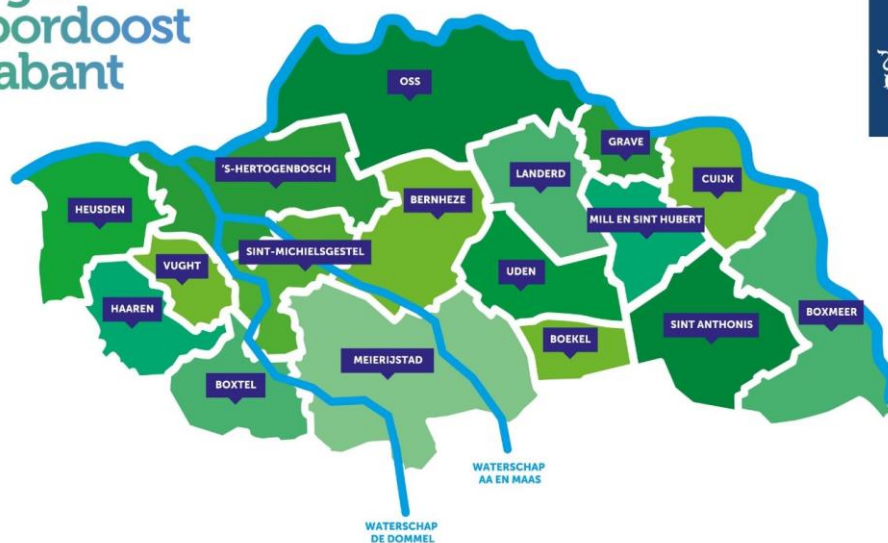 oordoost
abant
OSS
GRAVE
'S-HERTOGENBOSCH
LANDERD
CUIJK
BERNHEZE
HEUSDEN
MILL EN SINT HUBERT
SINT-MICHIELSGESTEL
VUGHT
UDEN
HAAREN
BOXMEER
SINT ANTHONIS
BOEKEL
MEIERIJSTAD
BOXTEL
WATERSCHAP
AA EN MAAS
WATERSCHAP
DE DOMMEL